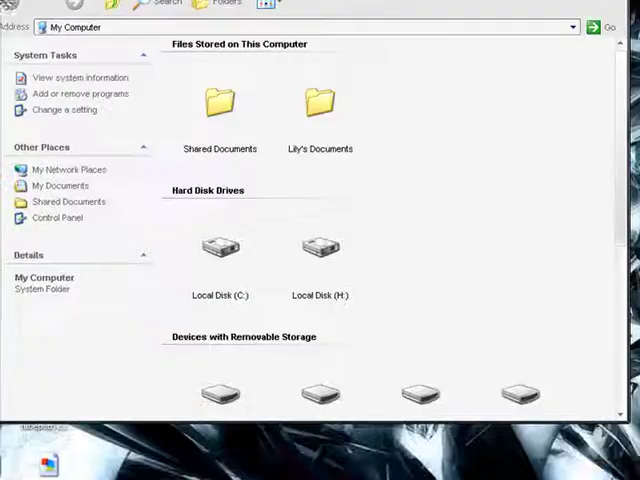 Search Folders
Address My Computer Go
System Tasks
View system information
Add or remove programs
Change a setting
Other Places
My Network Places
My Documents
Shared Documents
Control Panel
Details
My Computer
System Folder
Files Stored on This Computer
Shared Documents Lily's Documents
Hard Disk Drives
Local Disk (C:) Local Disk (H:)
Devices with Removable Storage